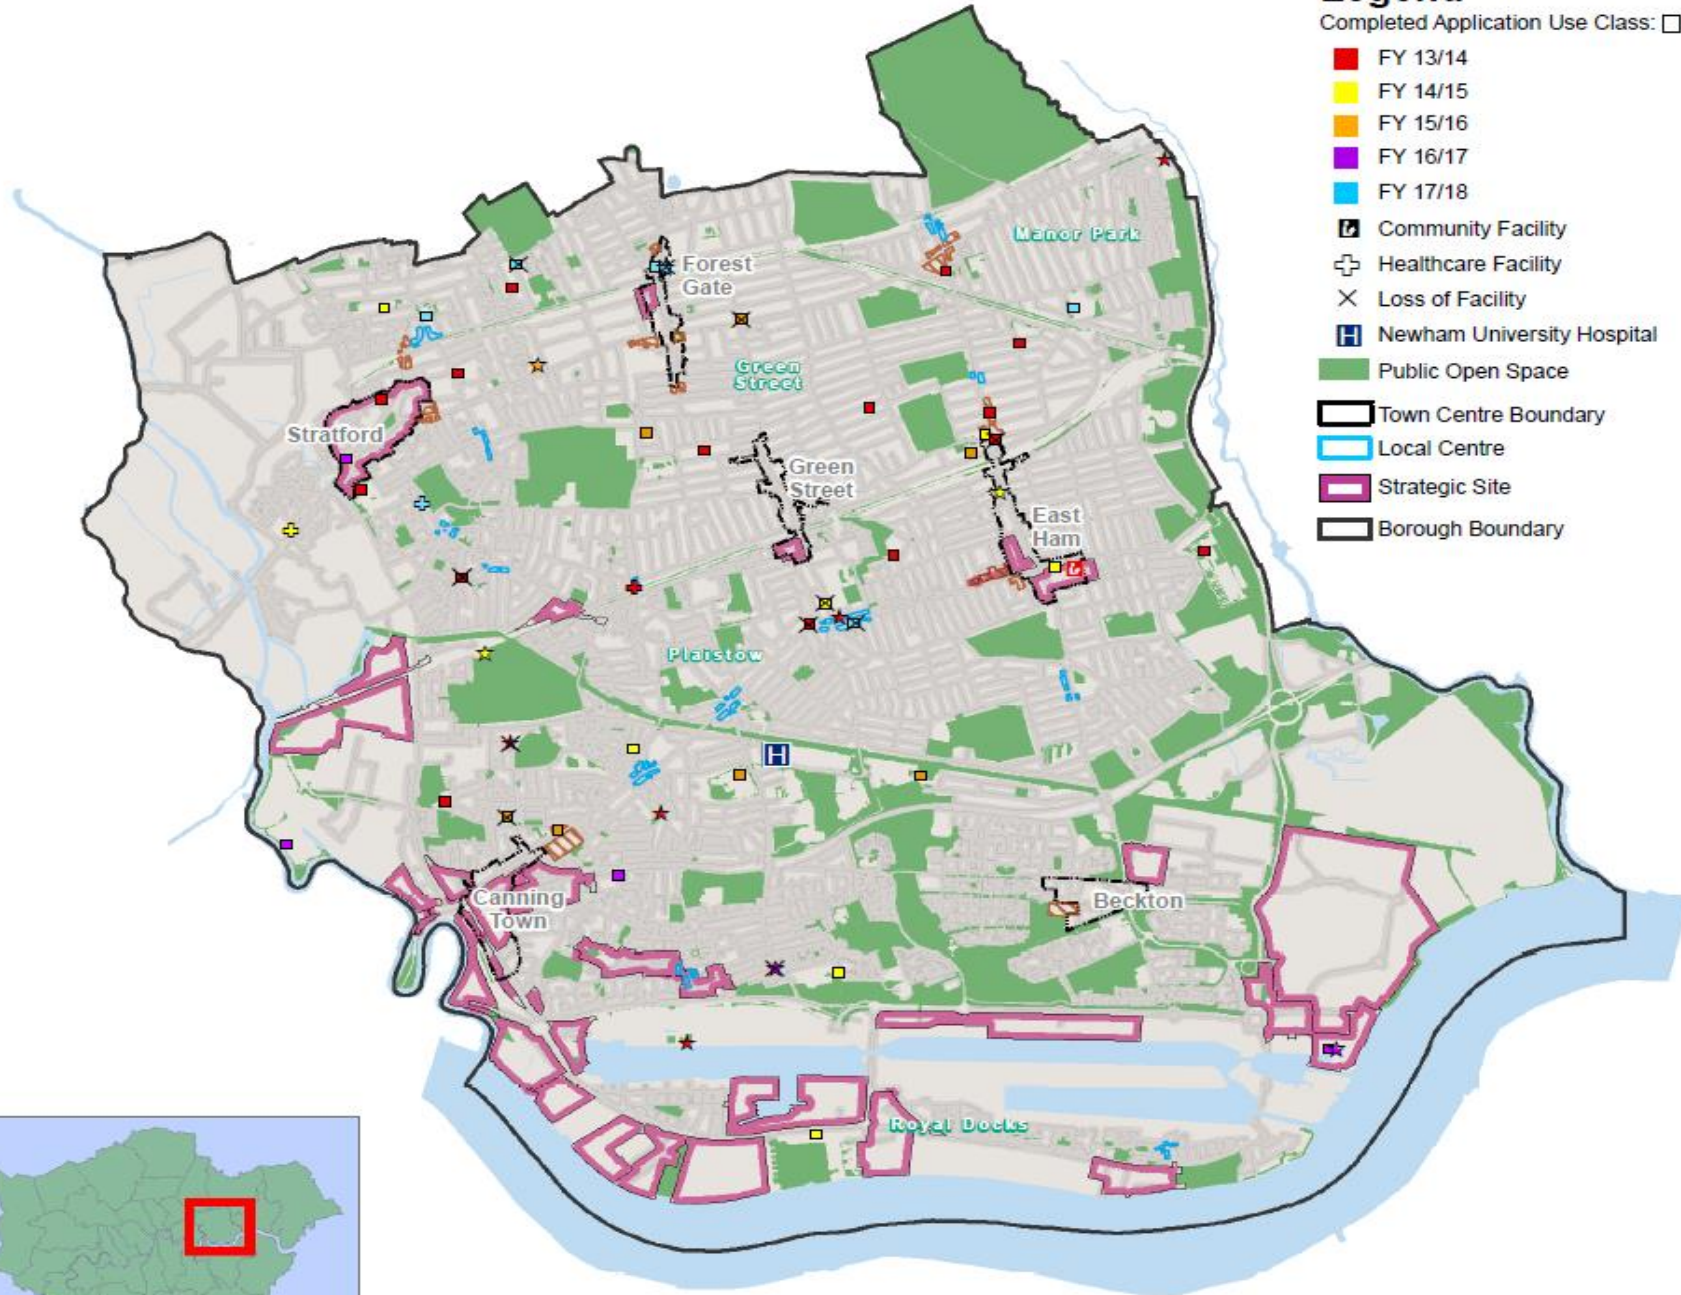 Completed Application Use Class:
FY 13/14
FY 14/15
FY 15/16
FY 16/17
FY 17/18
Community Facility
Healthcare Facility
Loss of Facility
H Newham University Hospital
Public Open Space
Town Centre Boundary
Local Centre
Strategic Site
Borough Boundary
Manor Park
Forest
Gate
Green
Street
Stratford
Green
Street
East
Ham
Plaistow
H
Canning
Town
Beckton
Royal Docks